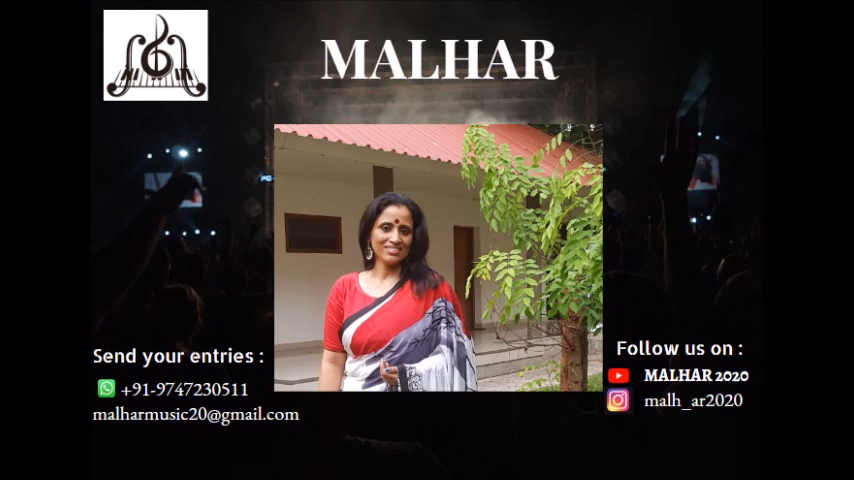 MALHAR
Send your entries :
+91-9747230511
malharmusic20@gmail.com
Follow us on :
MALHAR 2020
malh_ar2020